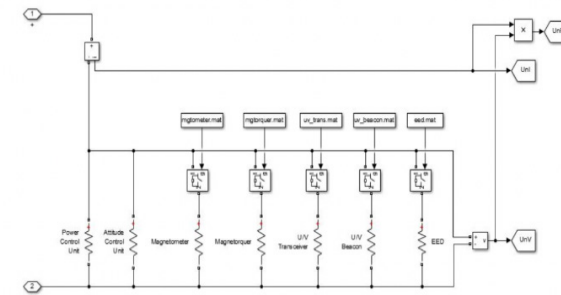 1
+
X
UnI
mgtometer.mat
mgtorquer.mat
uv_trans.mat
uv_beacon.mat
eed.mat
Power
Control
Unit
Attitude
Control
Unit
Magnetometer
Magnetorquer
U/V
Transceiver
U/V
Beacon
EED
UnV
2